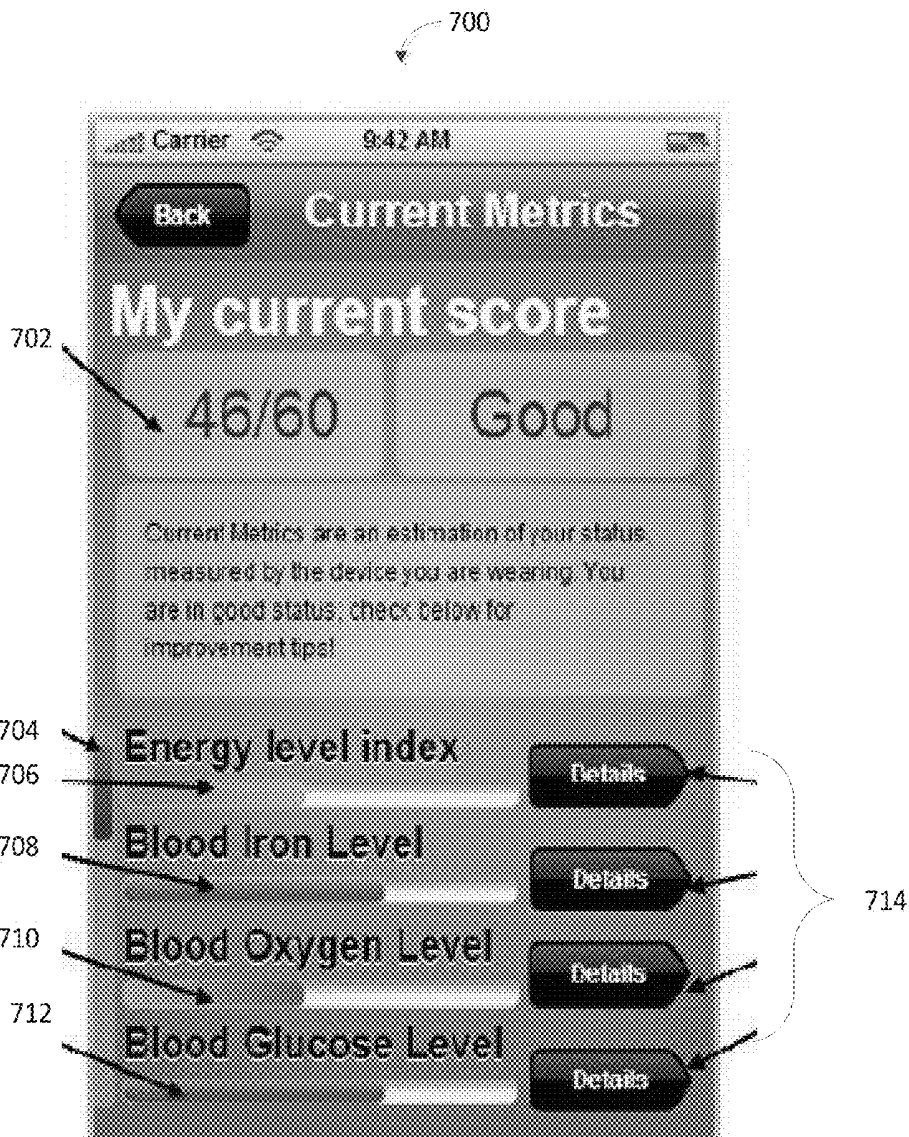 700
Carrier 9:42 AM
Back Current Metrics
My current score
702
46/60 Good
Current Metrics are an estimation of your status,
measured by the device you are wearing. You
are in good status, check below for
improvement tips!
704
Energy level index
Details
706
Blood Iron Level
708
Details
714
Blood Oxygen Level
710
Details
712
Blood Glucose Level
Details